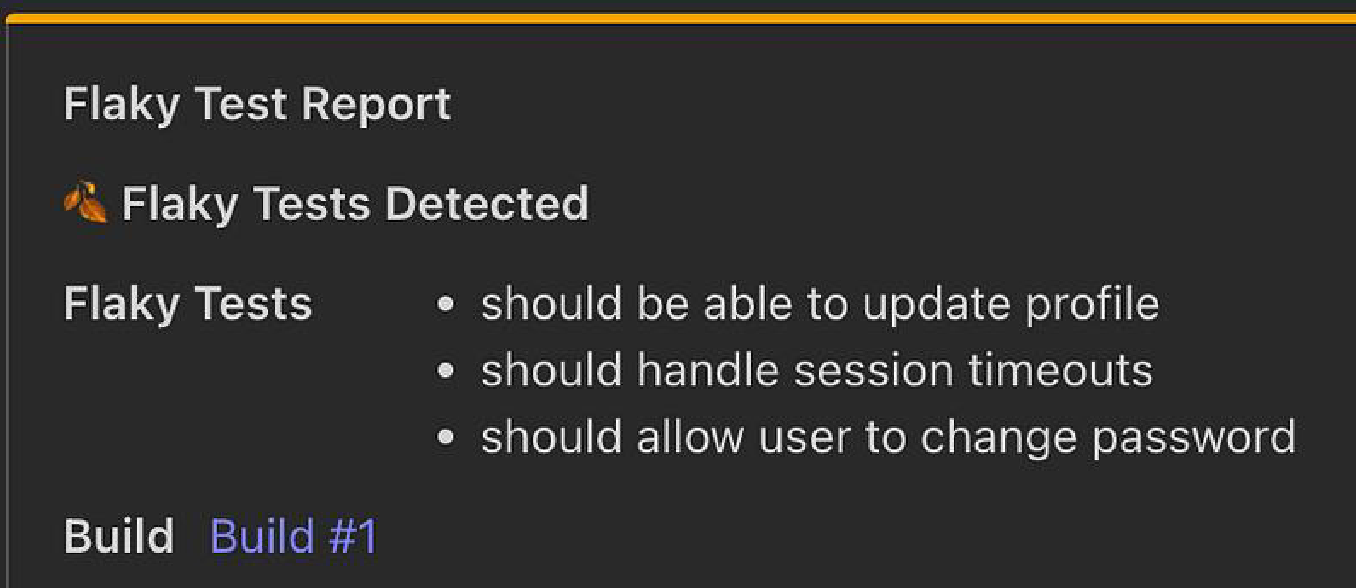 Flaky Test Report
🍂 Flaky Tests Detected
Flaky Tests • should be able to update profile
• should handle session timeouts
• should allow user to change password
Build Build #1